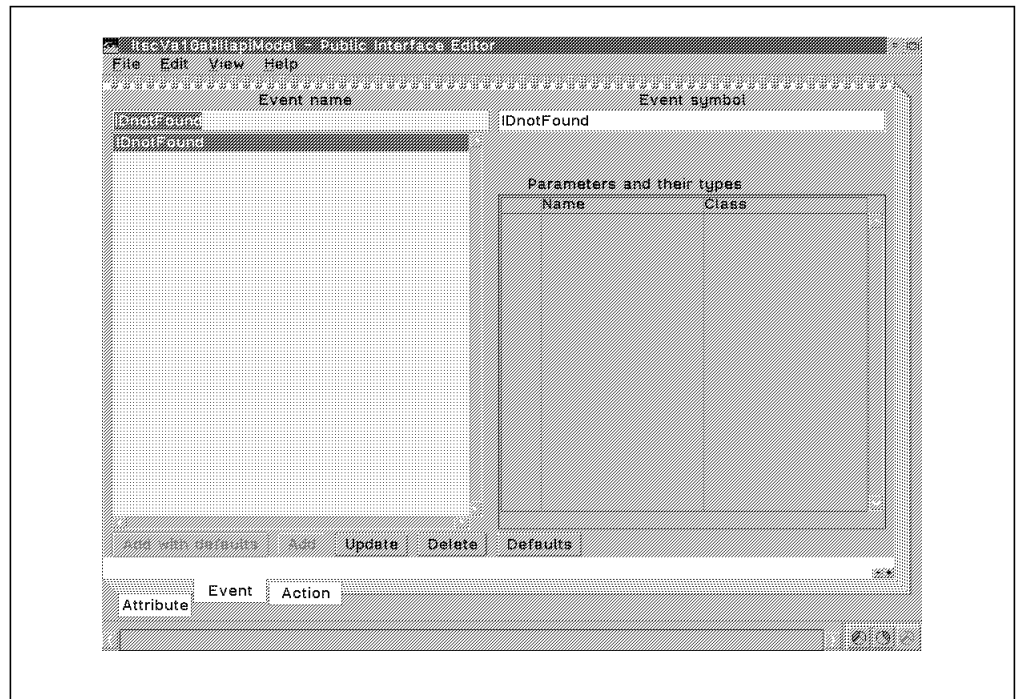 ItscVa10aHllapiModel - Public Interface Editor
File Edit View Help
Event name
Event symbol
IDnotFound
IDnotFound
IDnotFound
Parameters and their types
Name Class
Add with defaults Add Update Delete Defaults
Attribute Event Action